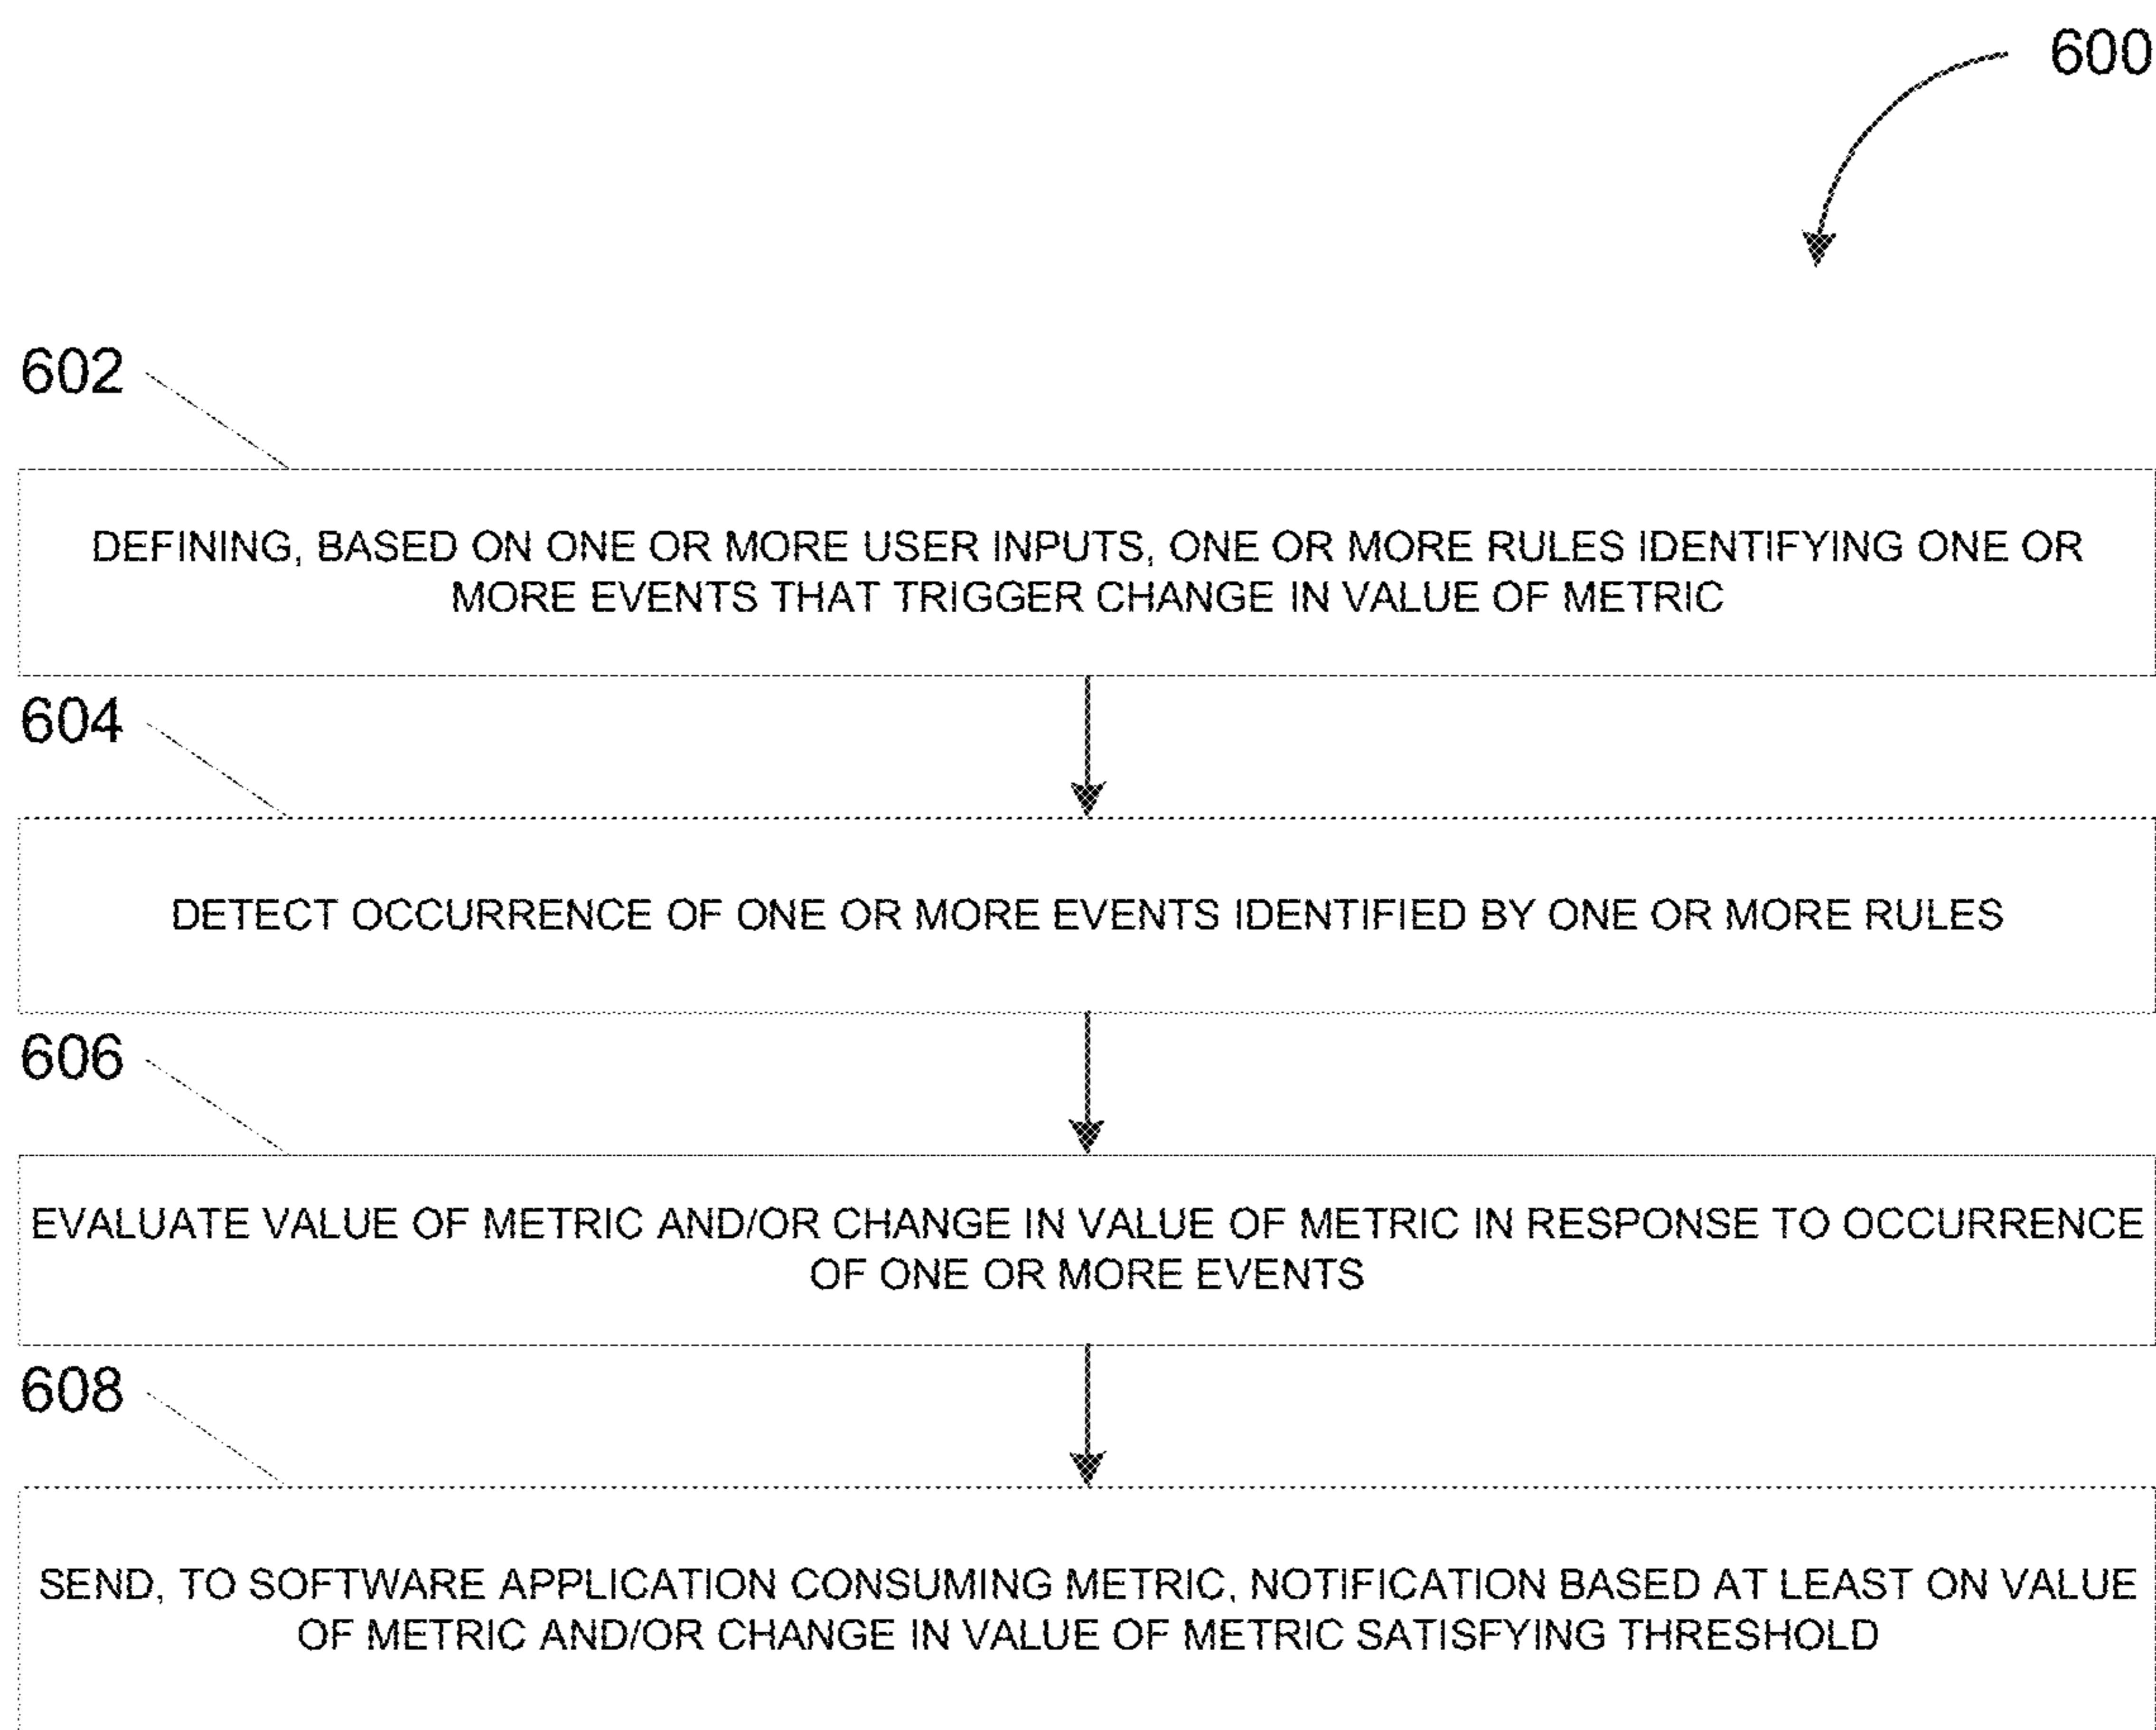 600
602
DEFINING, BASED ON ONE OR MORE USER INPUTS, ONE OR MORE RULES IDENTIFYING ONE OR
MORE EVENTS THAT TRIGGER CHANGE IN VALUE OF METRIC
604
DETECT OCCURRENCE OF ONE OR MORE EVENTS IDENTIFIED BY ONE OR MORE RULES
606
EVALUATE VALUE OF METRIC AND/OR CHANGE IN VALUE OF METRIC IN RESPONSE TO OCCURRENCE
OF ONE OR MORE EVENTS
608
SEND, TO SOFTWARE APPLICATION CONSUMING METRIC, NOTIFICATION BASED AT LEAST ON VALUE
OF METRIC AND/OR CHANGE IN VALUE OF METRIC SATISFYING THRESHOLD